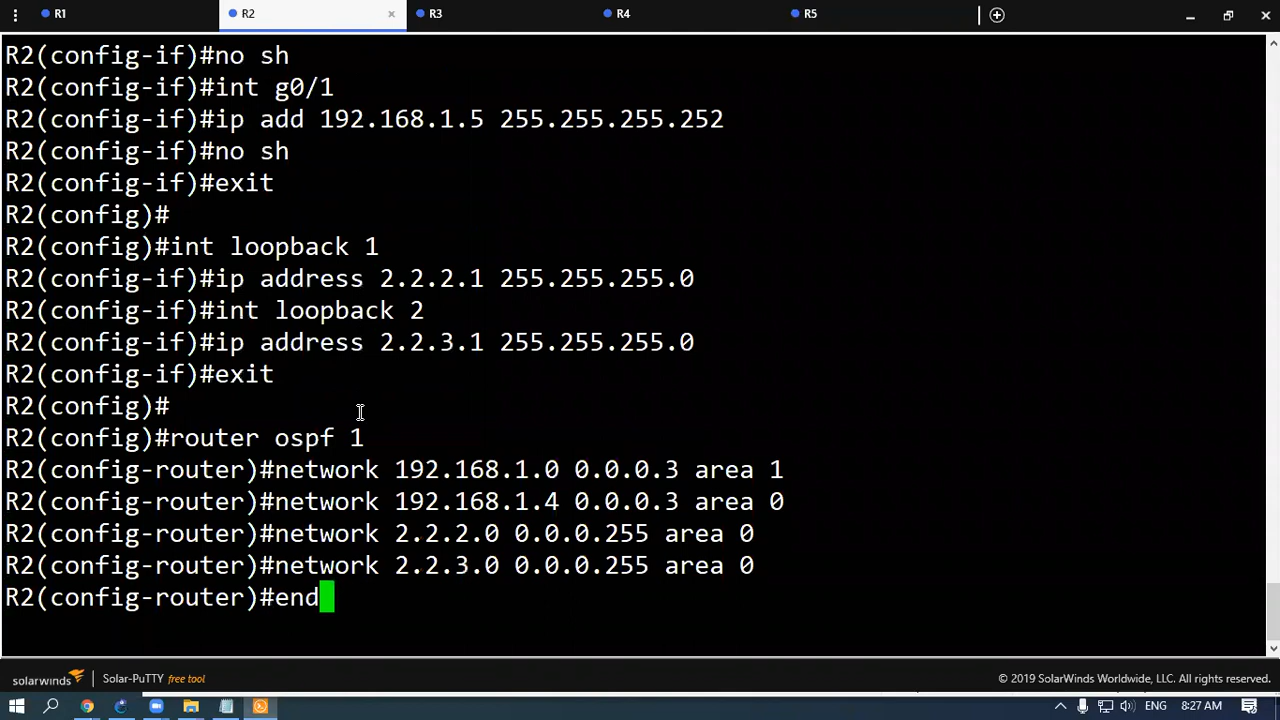 R1
R2
R3
R4
R5
R2(config-if)#no sh
R2(config-if)#int g0/1
R2(config-if)#ip add 192.168.1.5 255.255.255.252
R2(config-if)#no sh
R2(config-if)#exit
R2(config)#
R2(config)#int loopback 1
R2(config-if)#ip address 2.2.2.1 255.255.255.0
R2(config-if)#int loopback 2
R2(config-if)#ip address 2.2.3.1 255.255.255.0
R2(config-if)#exit
R2(config)#
R2(config)#router ospf 1
R2(config-router)#network 192.168.1.0 0.0.0.3 area 1
R2(config-router)#network 192.168.1.4 0.0.0.3 area 0
R2(config-router)#network 2.2.2.0 0.0.0.255 area 0
R2(config-router)#network 2.2.3.0 0.0.0.255 area 0
R2(config-router)#end
solarwinds Solar-PuTTY free tool © 2019 SolarWinds Worldwide, LLC. All rights reserved.
ENG 8:27 AM